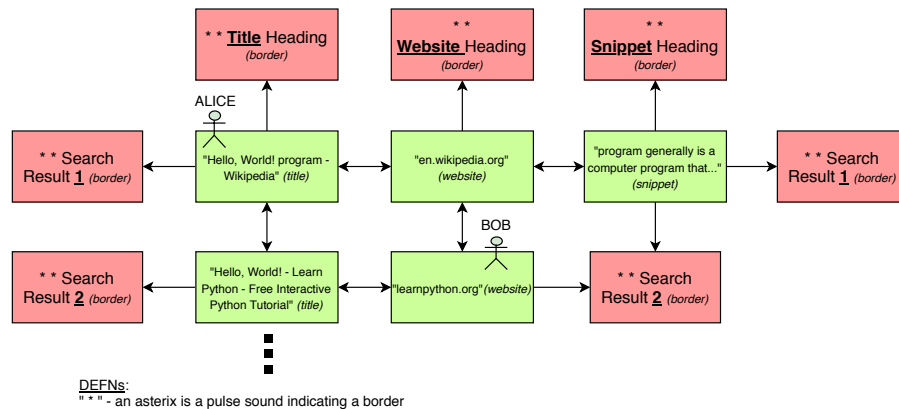 * * Title Heading
(border)
* *
Website Heading
(border)
* *
Snippet Heading
(border)
ALICE
* * Search
Result 1 (border)
"Hello, World! program -
Wikipedia" (title)
"en.wikipedia.org"
(website)
"program generally is a
computer program that..."
(snippet)
* * Search
Result 1 (border)
BOB
* * Search
Result 2 (border)
"Hello, World! - Learn
Python - Free Interactive
Python Tutorial" (title)
"learnpython.org"(website)
* * Search
Result 2 (border)
DEFNs:
" * " - an asterix is a pulse sound indicating a border